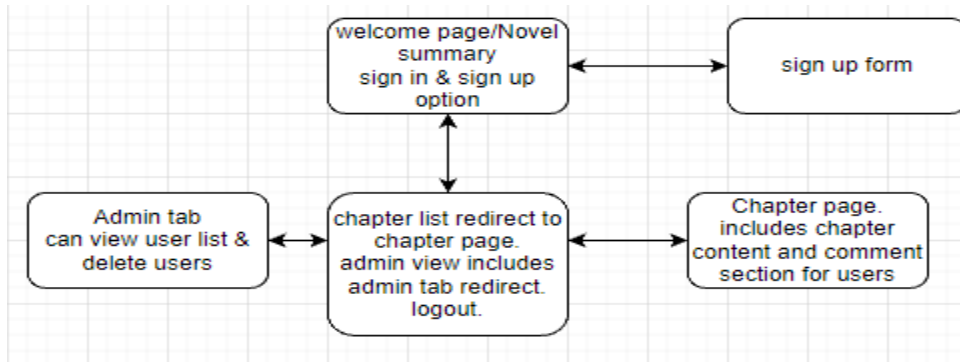 welcome page/Novel
summary
sign in & sign up
option
sign up form
Admin tab
can view user list &
delete users
chapter list redirect to
chapter page.
admin view includes
admin tab redirect.
logout.
Chapter page.
includes chapter
content and comment
section for users